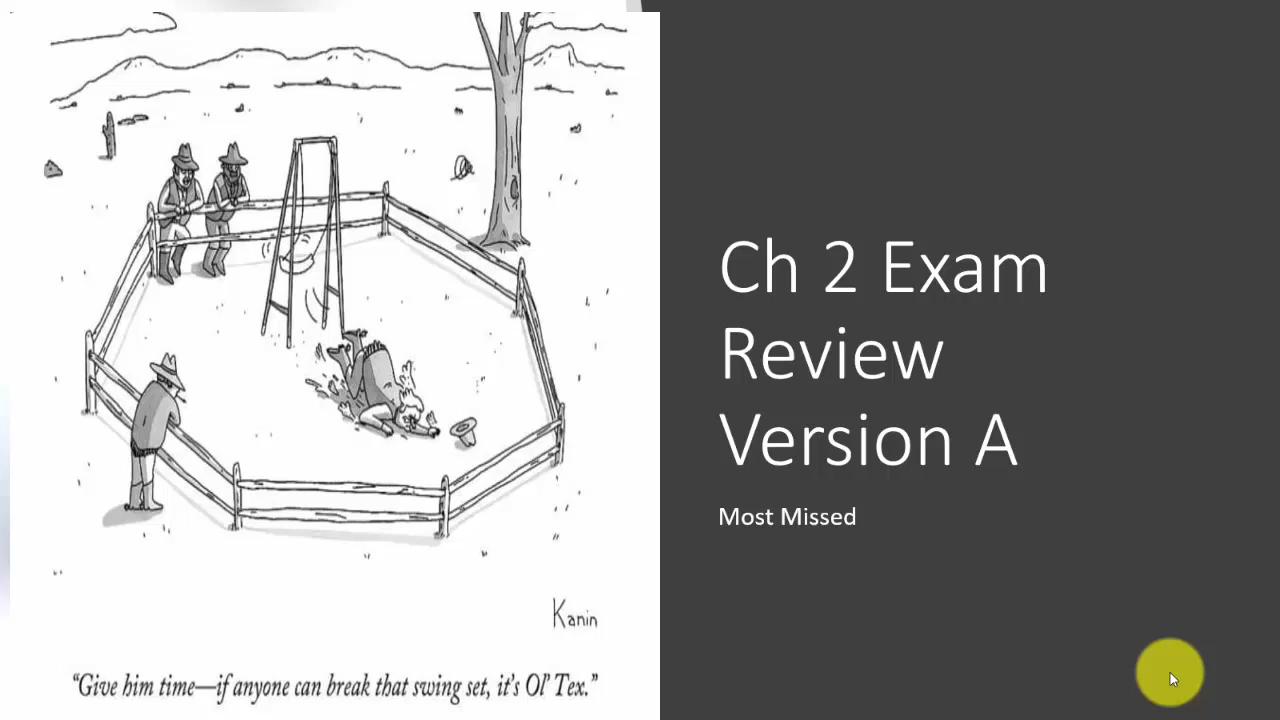 Kanin
“Give him time—if anyone can break that swing set, it’s Ol’ Tex.”
Ch 2 Exam
Review
Version A
Most Missed